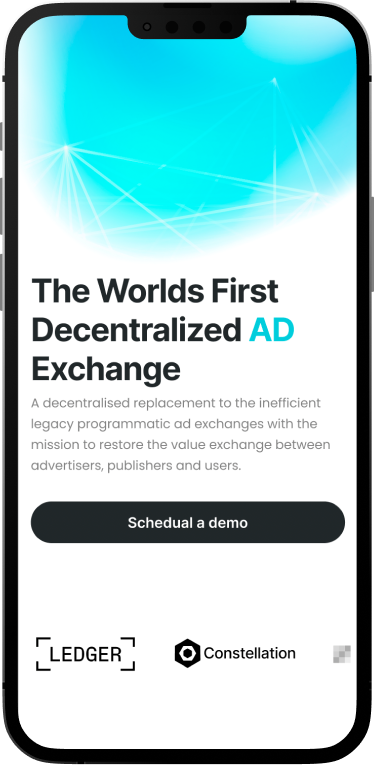 The Worlds First
Decentralized AD
Exchange
A decentralised replacement to the inefficient
legacy programmatic ad exchanges with the
mission to restore the value exchange between
advertisers, publishers and users.
Schedual a demo
LEDGER
Constellation